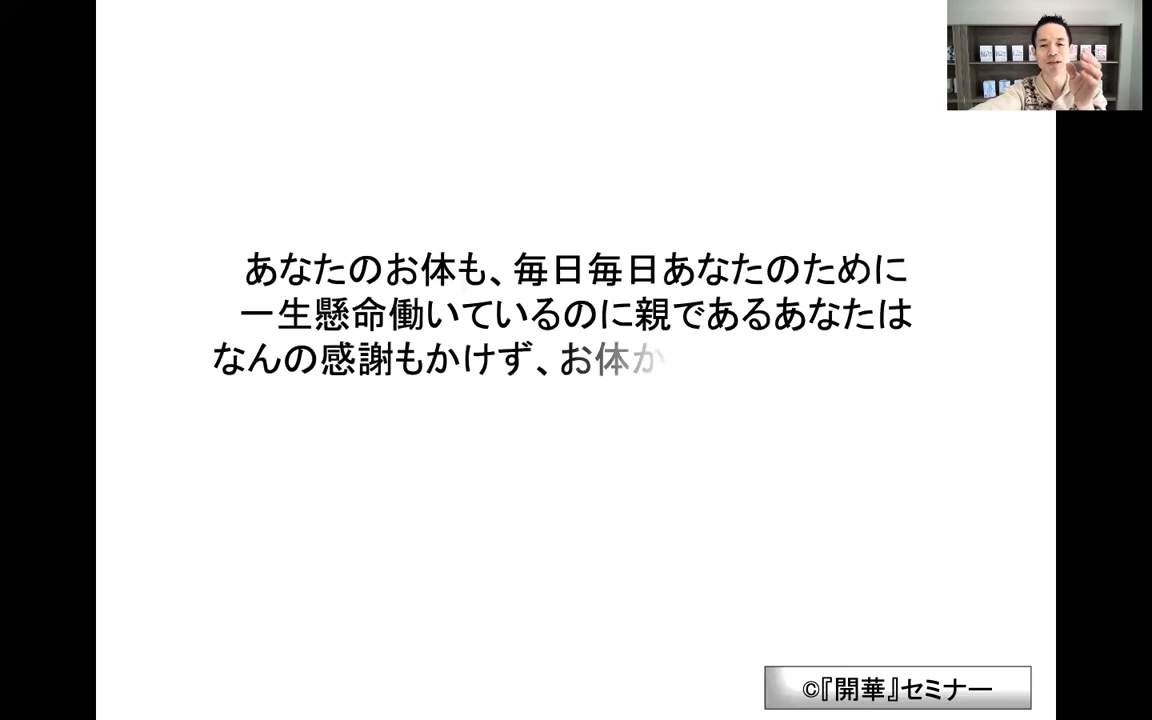 あなたのお体も、毎日毎日あなたのために
一生懸命働いているのに親であるあなたは
なんの感謝もかけず、お体か
©『開華』セミナー